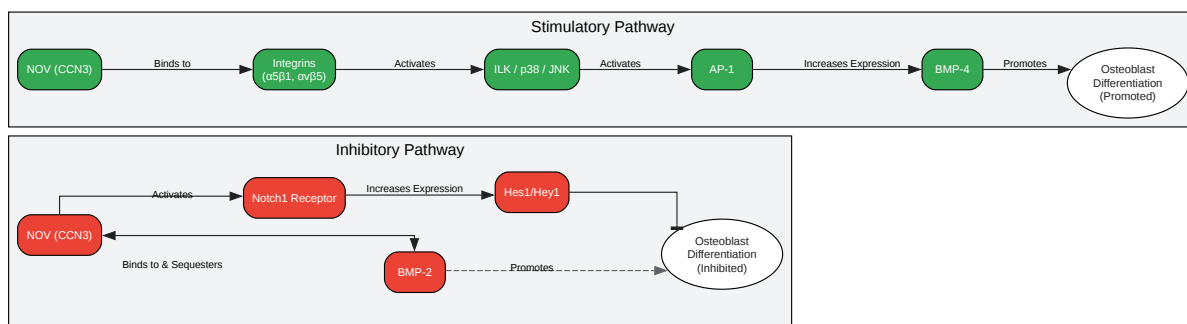 Stimulatory Pathway
NOV (CCN3)
Binds to
Integrins
(α5β1, αvβ5)
Activates
ILK / p38 / JNK
Activates
AP-1
Increases Expression
BMP-4
Promotes
Osteoblast
Differentiation
(Promoted)
Inhibitory Pathway
NOV (CCN3)
Activates
Notch1 Receptor
Increases Expression
Hes1/Hey1
Binds to & Sequesters
BMP-2
Promotes
Osteoblast
Differentiation
(Inhibited)